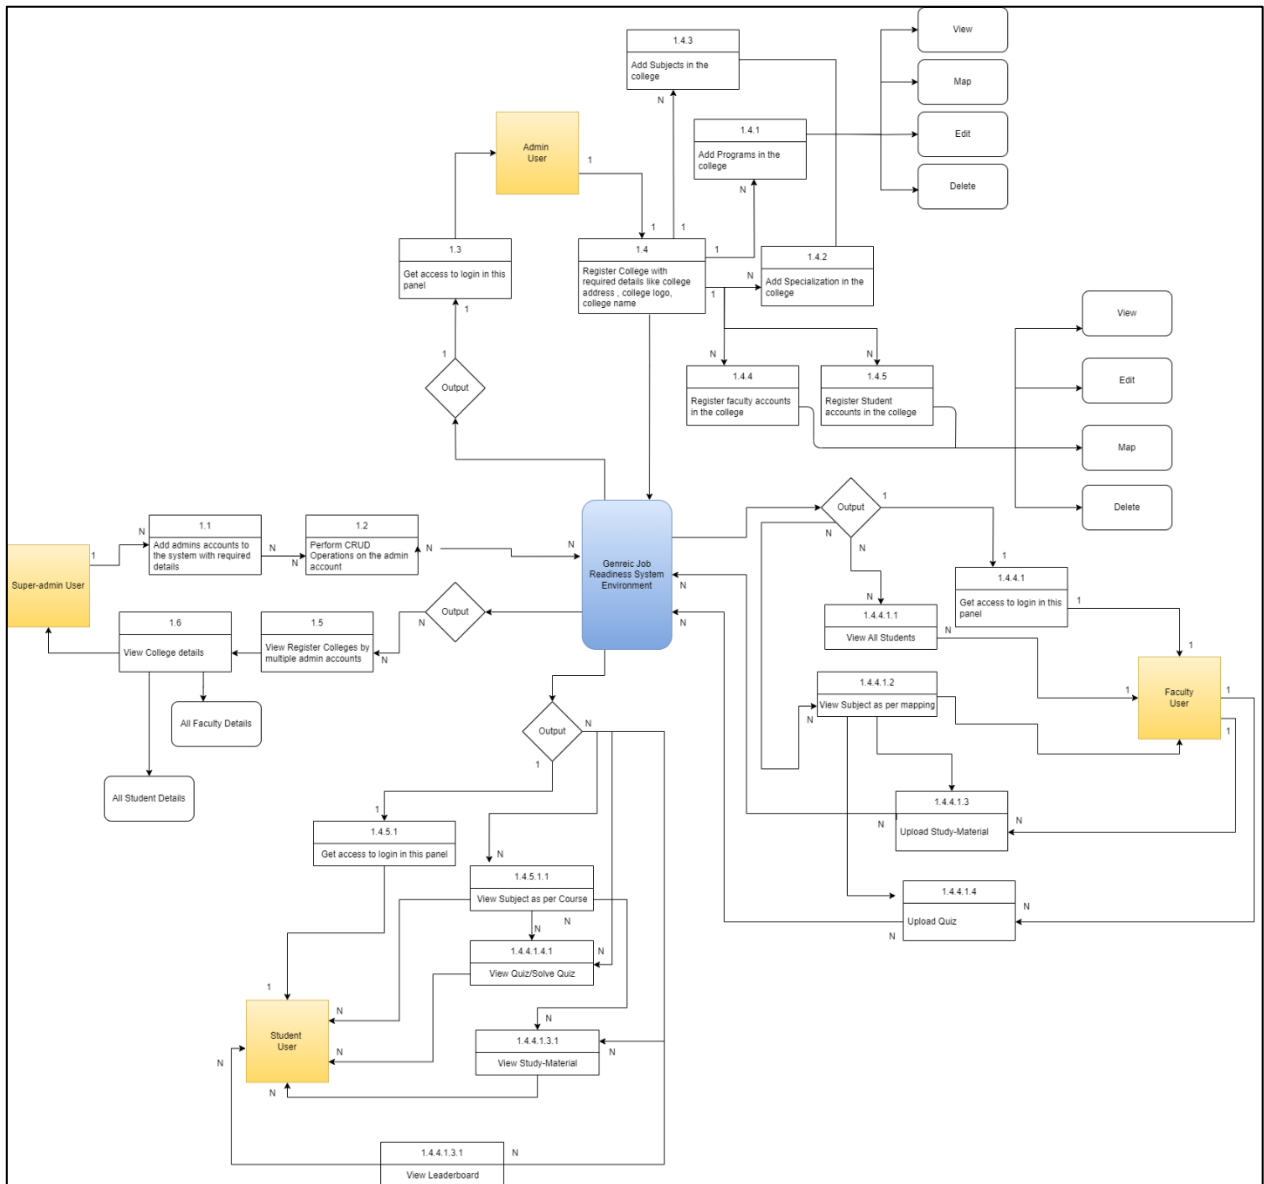 View
1.4.3
Add Subjects in the
college
N
Map
1.4.1
Add Programs in the
college
N
Edit
Delete
Admin
User
1
1.3
Get access to login in this
panel
1
1
1
1
1
1.4
Register College with
required details like college
address , college logo,
college name
1
1.4.2
Add Specialization in the
college
N
View
Edit
Map
Delete
N
1.4.4
Register faculty accounts
in the college
N
1.4.5
Register Student
accounts in the college
Output
1
Output
N
N
1
1.4.4.1
Get access to login in this
panel
1
N
1.1
Add admins accounts to
the system with required
details
N
N
1.2
Perform CRUD
Operations on the admin
account
N
N
Genreic Job
Readiness System
Environment
N
N
1
Super-admin User
1.4.4.1.1
View All Students
N
1
1
1.6
View College details
1.5
View Register Colleges by
multiple admin accounts
N
Output
N
1.4.4.1.2
View Subject as per mapping
N
N
Faculty
User
1
1
All Faculty Details
All Student Details
Output
N
1
1
1.4.5.1
Get access to login in this panel
1.4.4.1.3
Upload Study-Material
N
N
N
1.4.5.1.1
View Subject as per Course
N
N
1.4.4.1.4
Upload Quiz
N
N
1.4.4.1.4.1
View Quiz/Solve Quiz
N
1
N
N
N
Student
User
N
N
1.4.4.1.3.1
View Study-Material
N
N
1.4.4.1.3.1
View Leaderboard
N